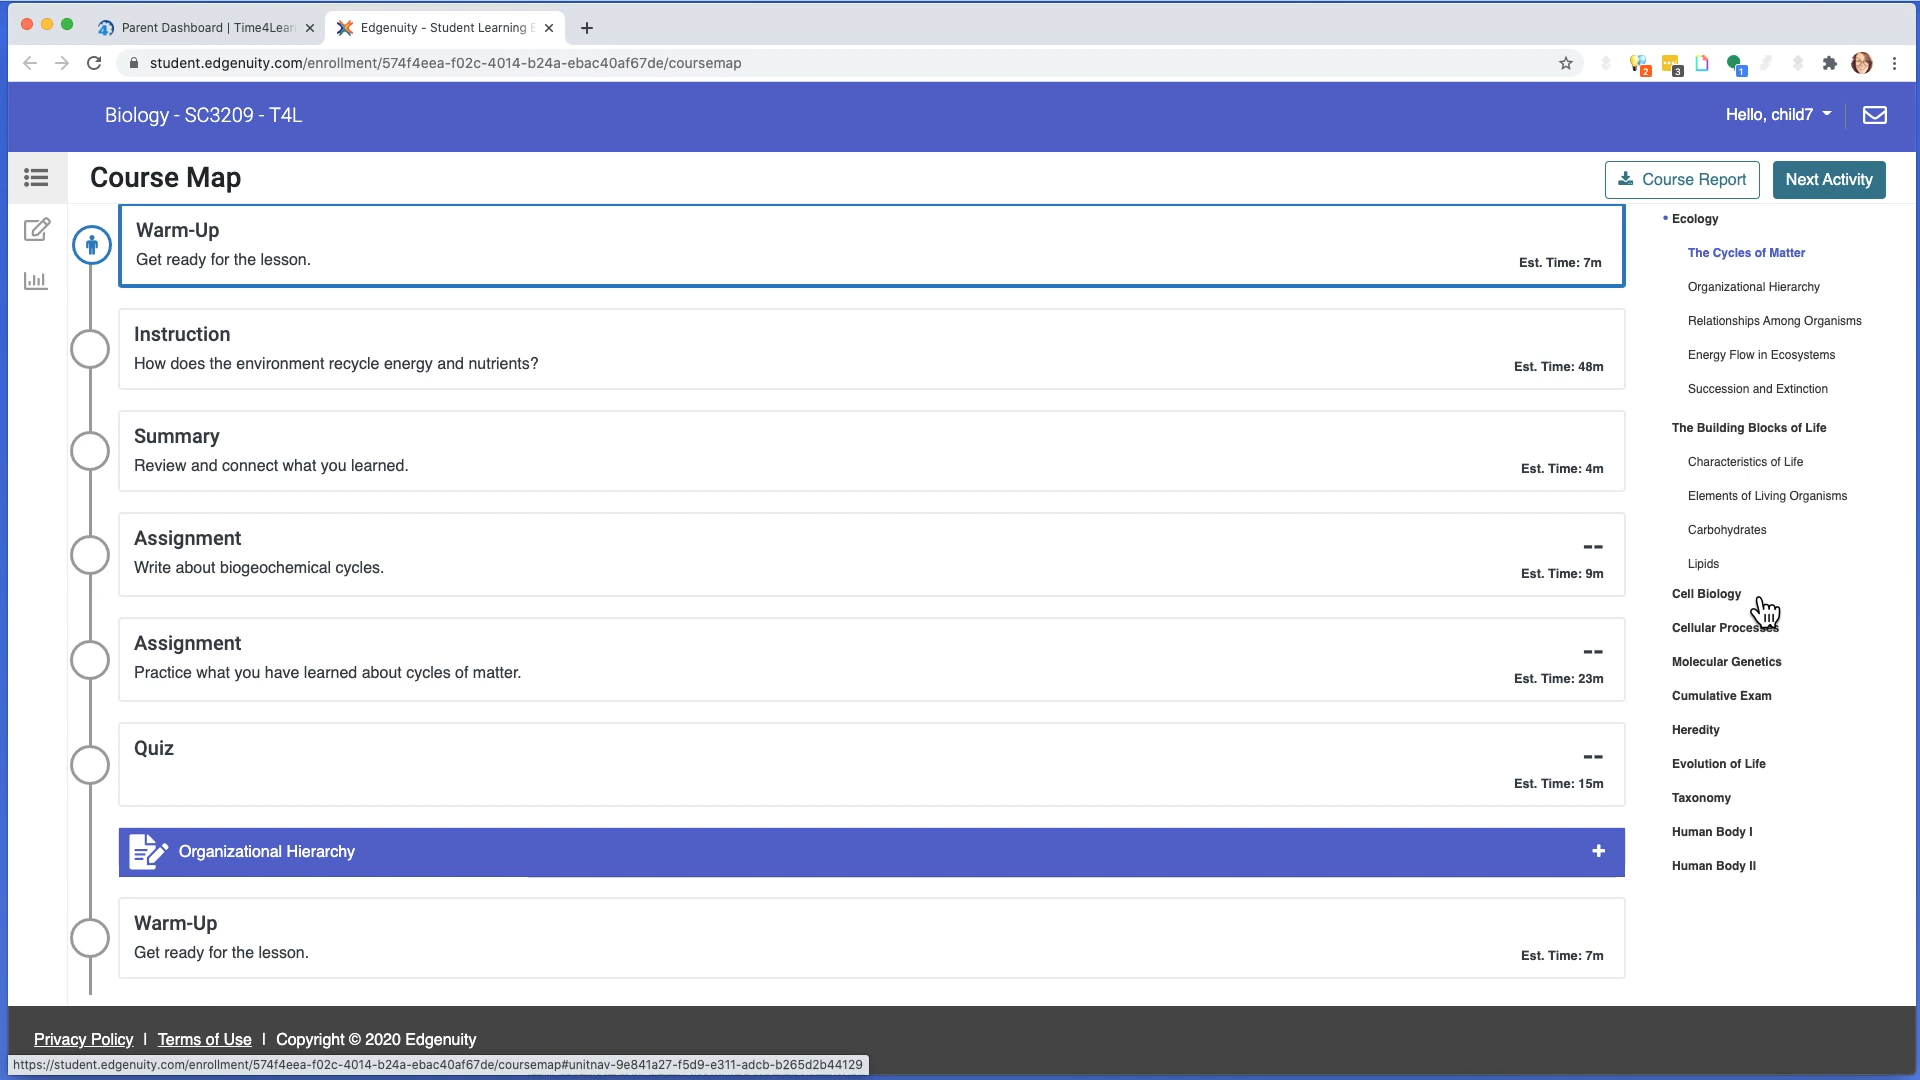 Parent Dashboard | Time4Lear
Edgenuity - Student Learning E
student.edgenuity.com/enrollment/574f4eea-f02c-4014-b24a-ebac40af67de/coursemap
2
3
1
Biology - SC3209 - T4L
Hello, child7
Course Map
Course Report
Next Activity
Warm-Up
Get ready for the lesson.
Est. Time: 7m
Instruction
How does the environment recycle energy and nutrients?
Est. Time: 48m
Summary
Review and connect what you learned.
Est. Time: 4m
Assignment
--
Write about biogeochemical cycles.
Est. Time: 9m
Assignment
--
Practice what you have learned about cycles of matter.
Est. Time: 23m
Quiz
--
Est. Time: 15m
Organizational Hierarchy
+
Warm-Up
Get ready for the lesson.
Est. Time: 7m
• Ecology
The Cycles of Matter
Organizational Hierarchy
Relationships Among Organisms
Energy Flow in Ecosystems
Succession and Extinction
The Building Blocks of Life
Characteristics of Life
Elements of Living Organisms
Carbohydrates
Lipids
Cell Biology
Cellular Processes
Molecular Genetics
Cumulative Exam
Heredity
Evolution of Life
Taxonomy
Human Body I
Human Body II
Privacy Policy | Terms of Use | Copyright © 2020 Edgenuity
https://student.edgenuity.com/enrollment/574f4eea-f02c-4014-b24a-ebac40af67de/coursemap#unitnav-9e841a27-f5d9-e311-adcb-b265d2b44129